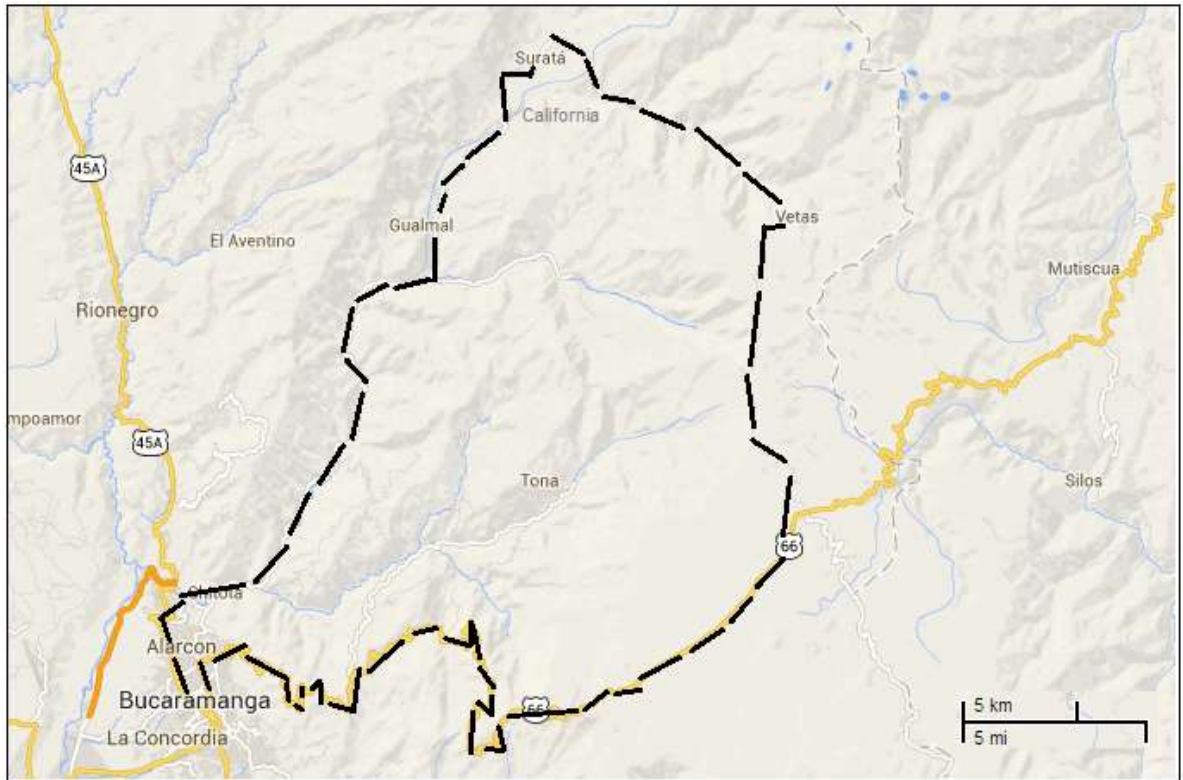 Suratá
California
45A
Vetas
Gualmal
El Aventino
Mutiscua
Rionegro
mpoamor
45A
Tona
Silos
66
Chitota
Alarcon
Bucaramanga
66
5 km
La Concordia
5 mi